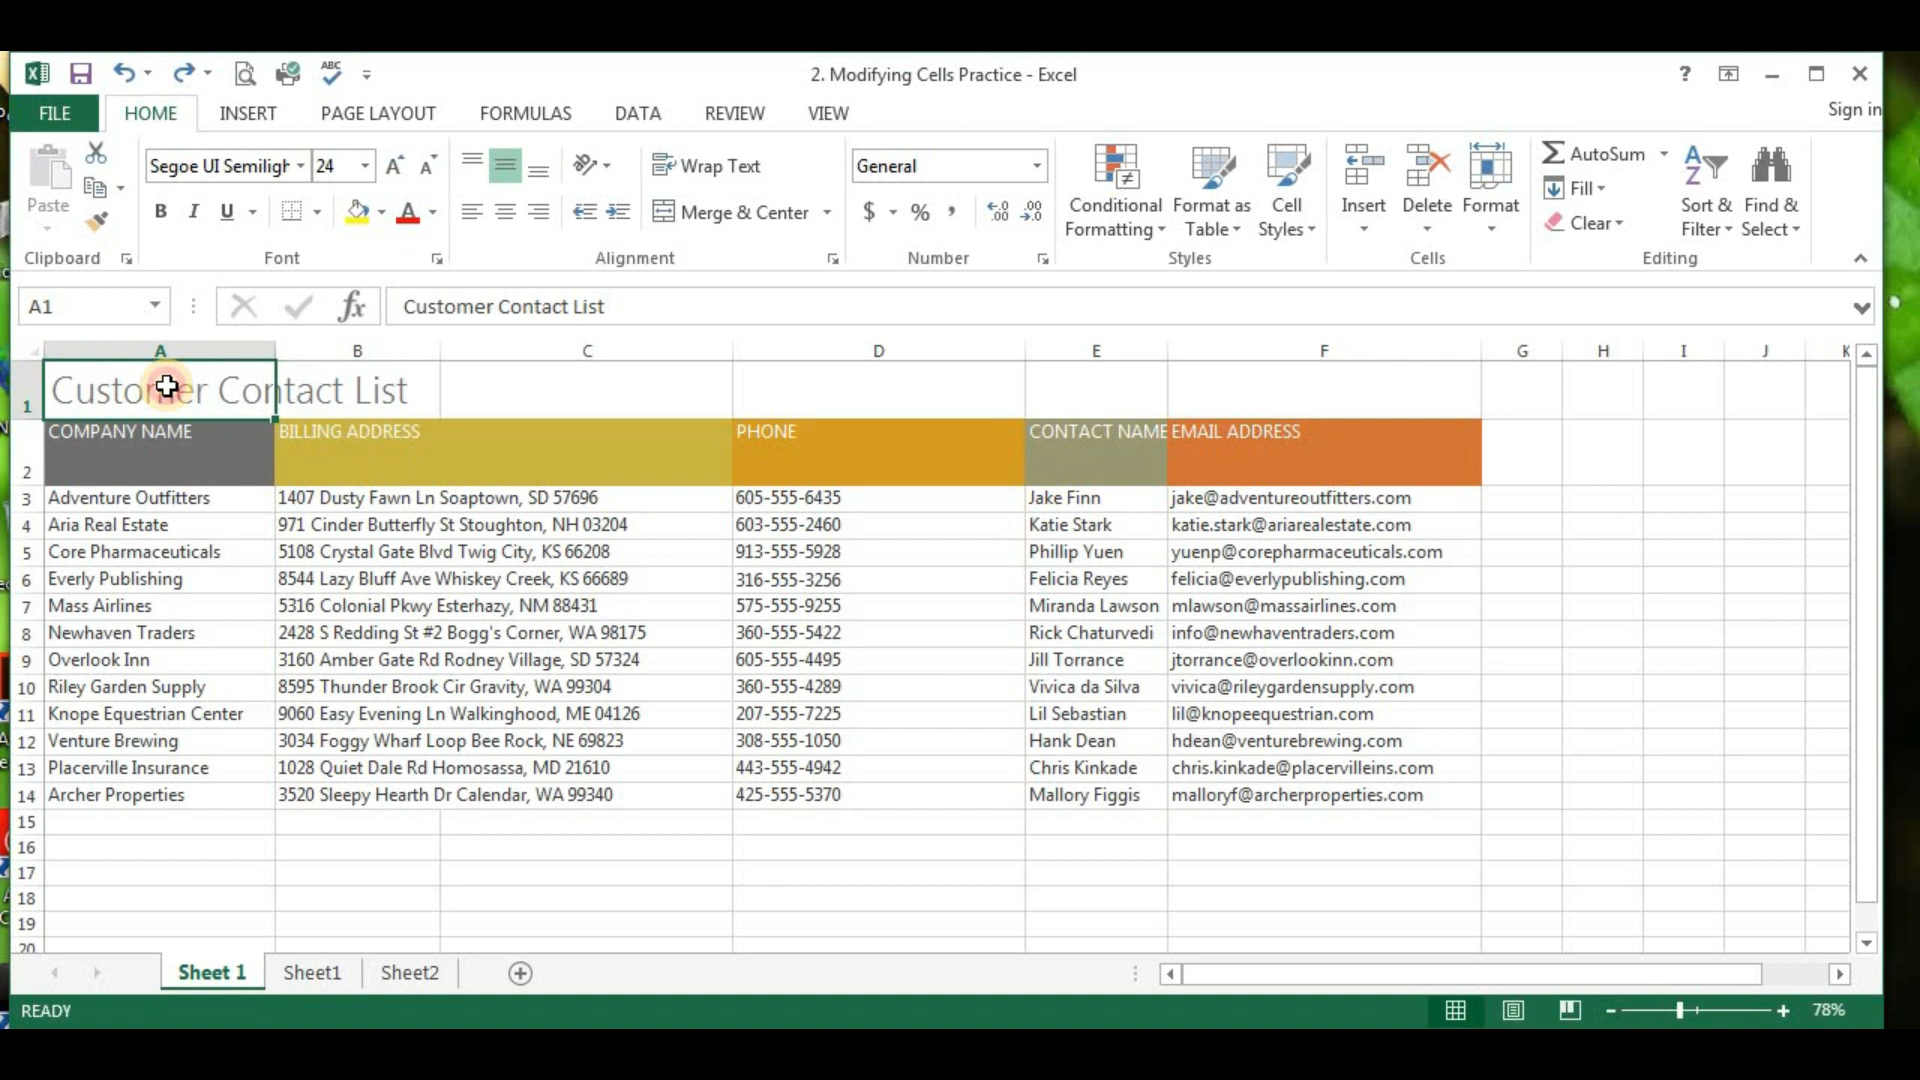 ABC
2. Modifying Cells Practice - Excel
?
FILE HOME INSERT PAGE LAYOUT FORMULAS DATA REVIEW VIEW
Sign in
Paste
Segoe UI Semiligh 24 A A
Wrap Text
General
B I U A
Merge & Center
$ % ,
Conditional Formatting
Format as Table
Cell Styles
Insert
Delete
Format
AutoSum
Fill
Clear
Sort & Filter
Find & Select
Clipboard Font Alignment Number Styles Cells Editing
A1 fx Customer Contact List
A B C D E F G H I J K
1 Customer Contact List
2 COMPANY NAME BILLING ADDRESS PHONE CONTACT NAME EMAIL ADDRESS
3 Adventure Outfitters 1407 Dusty Fawn Ln Soaptown, SD 57696 605-555-6435 Jake Finn jake@adventureoutfitters.com
4 Aria Real Estate 971 Cinder Butterfly St Stoughton, NH 03204 603-555-2460 Katie Stark katie.stark@ariarealestate.com
5 Core Pharmaceuticals 5108 Crystal Gate Blvd Twig City, KS 66208 913-555-5928 Phillip Yuen yuenp@corepharmaceuticals.com
6 Everly Publishing 8544 Lazy Bluff Ave Whiskey Creek, KS 66689 316-555-3256 Felicia Reyes felicia@everlypublishing.com
7 Mass Airlines 5316 Colonial Pkwy Esterhazy, NM 88431 575-555-9255 Miranda Lawson mlawson@massairlines.com
8 Newhaven Traders 2428 S Redding St #2 Bogg's Corner, WA 98175 360-555-5422 Rick Chaturvedi info@newhaventraders.com
9 Overlook Inn 3160 Amber Gate Rd Rodney Village, SD 57324 605-555-4495 Jill Torrance jtorrance@overlookinn.com
10 Riley Garden Supply 8595 Thunder Brook Cir Gravity, WA 99304 360-555-4289 Vivica da Silva vivica@rileygardensupply.com
11 Knope Equestrian Center 9060 Easy Evening Ln Walkinghood, ME 04126 207-555-7225 Lil Sebastian lil@knopeequestrian.com
12 Venture Brewing 3034 Foggy Wharf Loop Bee Rock, NE 69823 308-555-1050 Hank Dean hdean@venturebrewing.com
13 Placerville Insurance 1028 Quiet Dale Rd Homosassa, MD 21610 443-555-4942 Chris Kinkade chris.kinkade@placervilleins.com
14 Archer Properties 3520 Sleepy Hearth Dr Calendar, WA 99340 425-555-5370 Mallory Figgis malloryf@archerproperties.com
15
16
17
18
19
20
Sheet 1 Sheet1 Sheet2
READY
78%